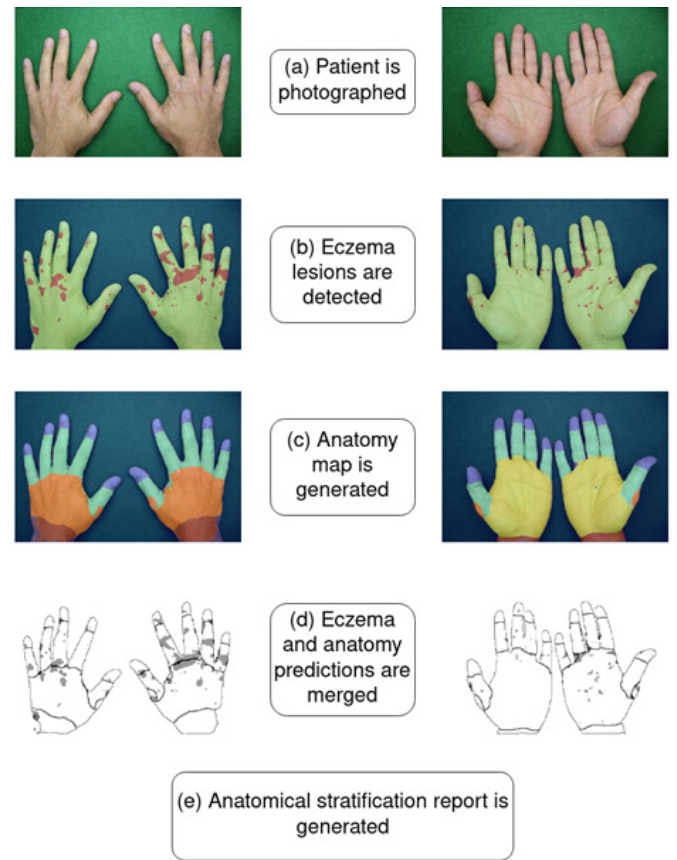 (a) Patient is
photographed
(b) Eczema
lesions are
detected
(c) Anatomy
map is
generated
(d) Eczema
and anatomy
predictions are
merged
(e) Anatomical stratification report is
generated